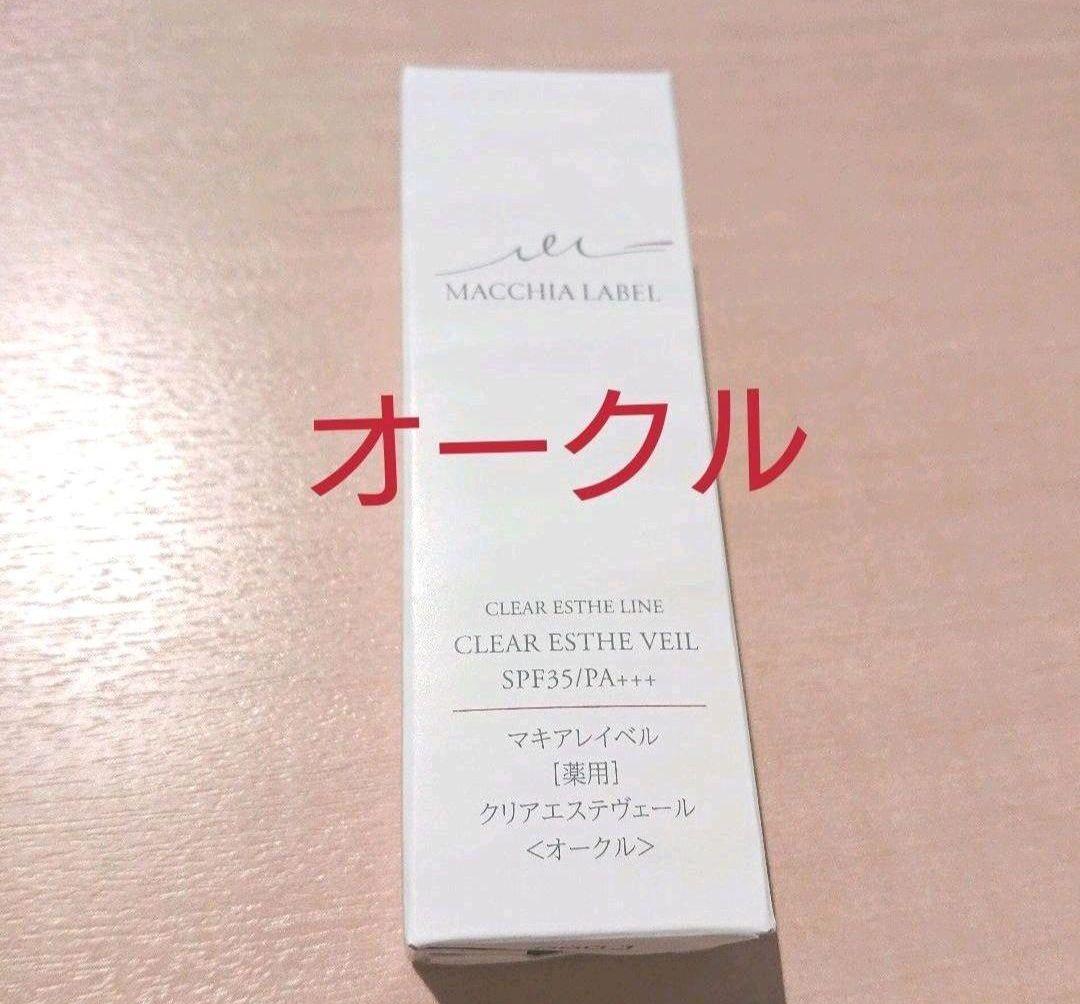 MACCHIA LABEL
オークル
CLEAR ESTHE LINE
CLEAR ESTHE VEIL
SPF35/PA+++
マキアレイベル
[薬用]
クリアエステヴェール
<オークル>